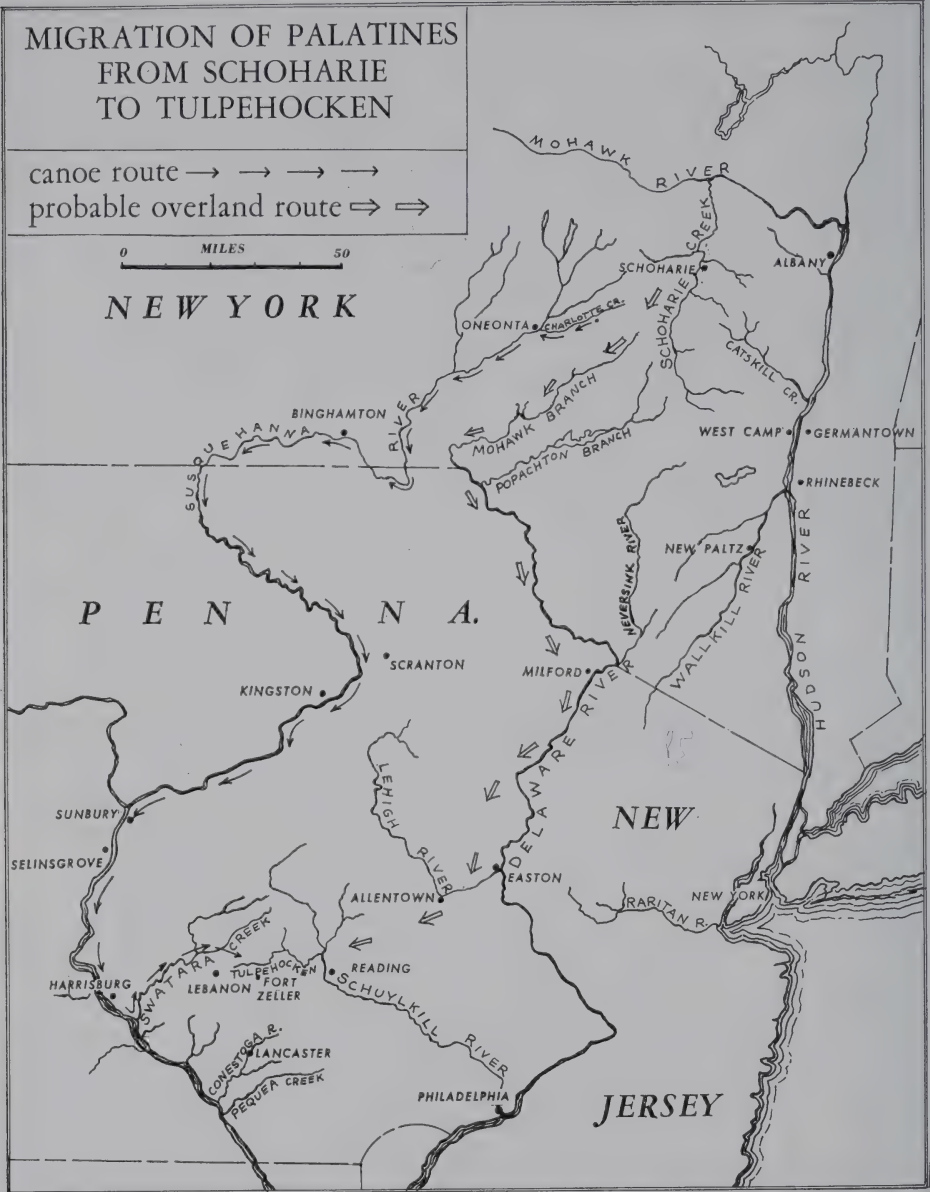 MIGRATION OF PALATINES
FROM SCHOHARIE
TO TULPEHOCKEN
canoe route
probable overland route
0 MILES 50
NEW YORK
MOHAWK RIVER
SCHOHARIE CREEK
SCHOHARIE
ALBANY
ONEONTA
CHARLOTTE CR.
CATSKILL CR.
MOHAWK BRANCH
POPACHTON BRANCH
BINGHAMTON
SUSQUEHANNA RIVER
WEST CAMP
GERMANTOWN
RHINEBECK
NEVERSINK RIVER
NEW PALTZ
WALLKILL RIVER
HUDSON RIVER
PENNA.
SCRANTON
KINGSTON
MILFORD
DELAWARE RIVER
LEHIGH RIVER
NEW JERSEY
SUNBURY
SELINSGROVE
EASTON
ALLENTOWN
NEW YORK
RARITAN R.
HARRISBURG
SWATARA CREEK
LEBANON
TULPEHOCKEN
FORT
ZELLER
READING
SCHUYLKILL RIVER
CONESTOGA R.
LANCASTER
PEQUEA CREEK
PHILADELPHIA